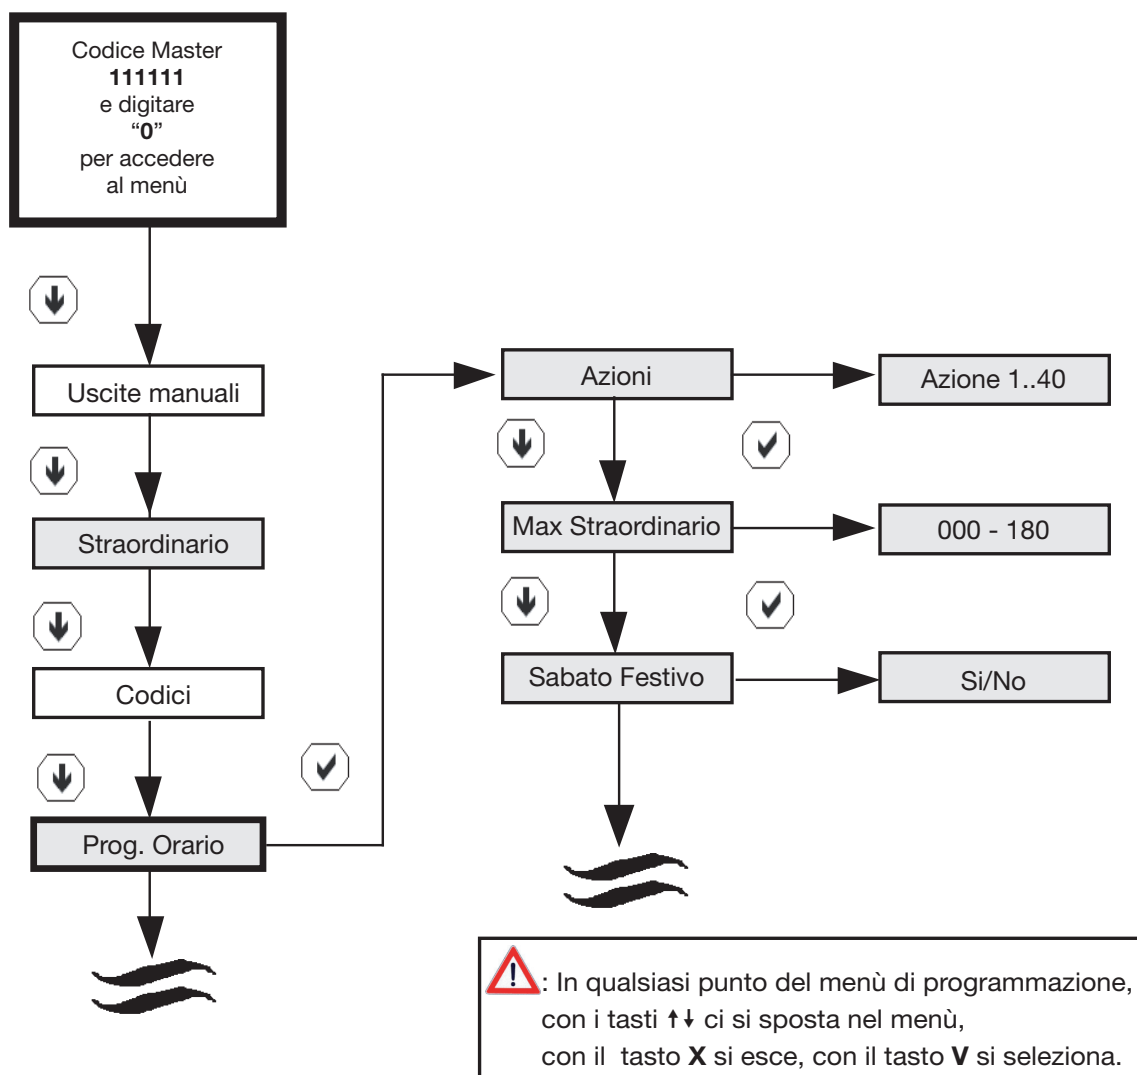 Codice Master
111111
e digitare
“0”
per accedere
al menù
Uscite manuali
Straordinario
Codici
Prog. Orario
Azioni
Azione 1..40
Max Straordinario
000 - 180
Sabato Festivo
Si/No
: In qualsiasi punto del menù di programmazione,
con i tasti ↑↓ ci si sposta nel menù,
con il tasto X si esce, con il tasto V si seleziona.